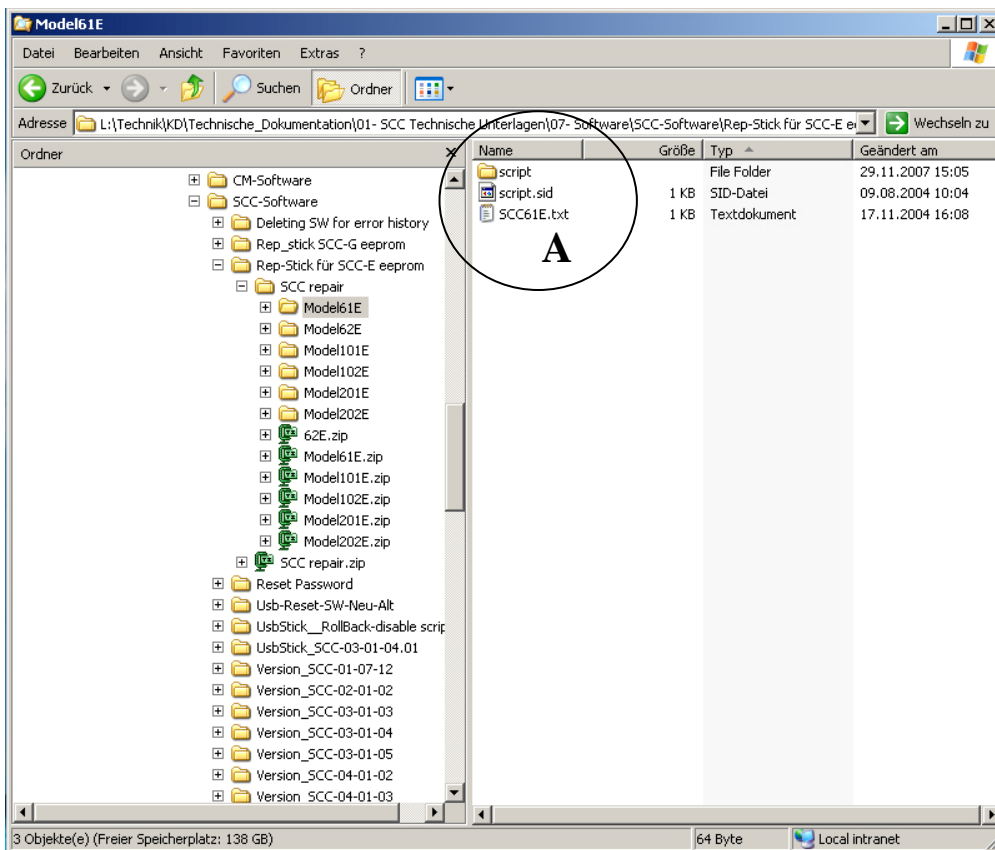 Model61E
Datei Bearbeiten Ansicht Favoriten Extras ?
Zurück Suchen Ordner
Adresse L:\Technik\KD\Technische_Dokumentation\01- SCC Technische Unterlagen\07- Software\SCC-Software\Rep-Stick für SCC-E e Wechseln zu
Ordner
CM-Software
SCC-Software
Deleting SW for error history
Rep_stick SCC-G eeprom
Rep-Stick für SCC-E eeprom
SCC repair
Model61E
Model62E
Model101E
Model102E
Model201E
Model202E
62E.zip
Model61E.zip
Model101E.zip
Model102E.zip
Model201E.zip
Model202E.zip
SCC repair.zip
Reset Password
Usb-Reset-SW-Neu-Alt
UsbStick__RollBack-disable scrip
UsbStick_SCC-03-01-04.01
Version_SCC-01-07-12
Version_SCC-02-01-02
Version_SCC-03-01-03
Version_SCC-03-01-04
Version_SCC-03-01-05
Version_SCC-04-01-02
Version_SCC-04-01-03
Name Größe Typ Geändert am
script File Folder 29.11.2007 15:05
script.sid 1 KB SID-Datei 09.08.2004 10:04
SCC61E.txt 1 KB Textdokument 17.11.2004 16:08
A
3 Objekte(e) (Freier Speicherplatz: 138 GB) 64 Byte Local intranet